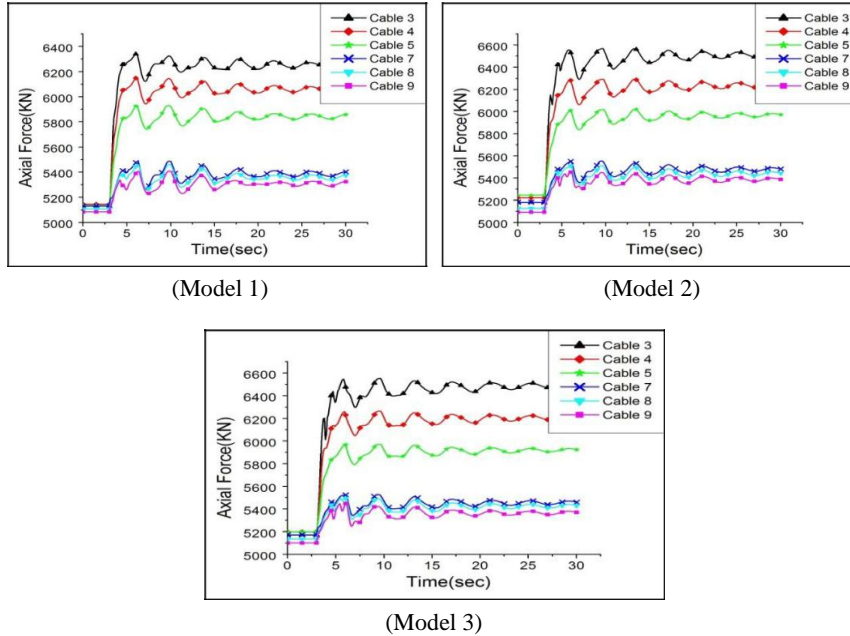 Cable 3
Cable 4
Cable 5
Cable 7
Cable 8
Cable 9
6400
6200
6000
5800
5400
5200
5000
Axial Force(KN)
0 5 10 15 20 25 30
Time(sec)
(Model 1)
Cable 3
Cable 4
Cable 5
Cable 7
Cable 8
Cable 9
6600
6400
6200
6000
5800
5600
5400
5200
5000
Axial Force(KN)
0 5 10 15 20 25 30
Time(sec)
(Model 2)
Cable 3
Cable 4
Cable 5
Cable 7
Cable 8
Cable 9
6600
6400
6200
6000
5800
5600
5400
5200
5000
Axial Force(KN)
0 5 10 15 20 25 30
Time(sec)
(Model 3)